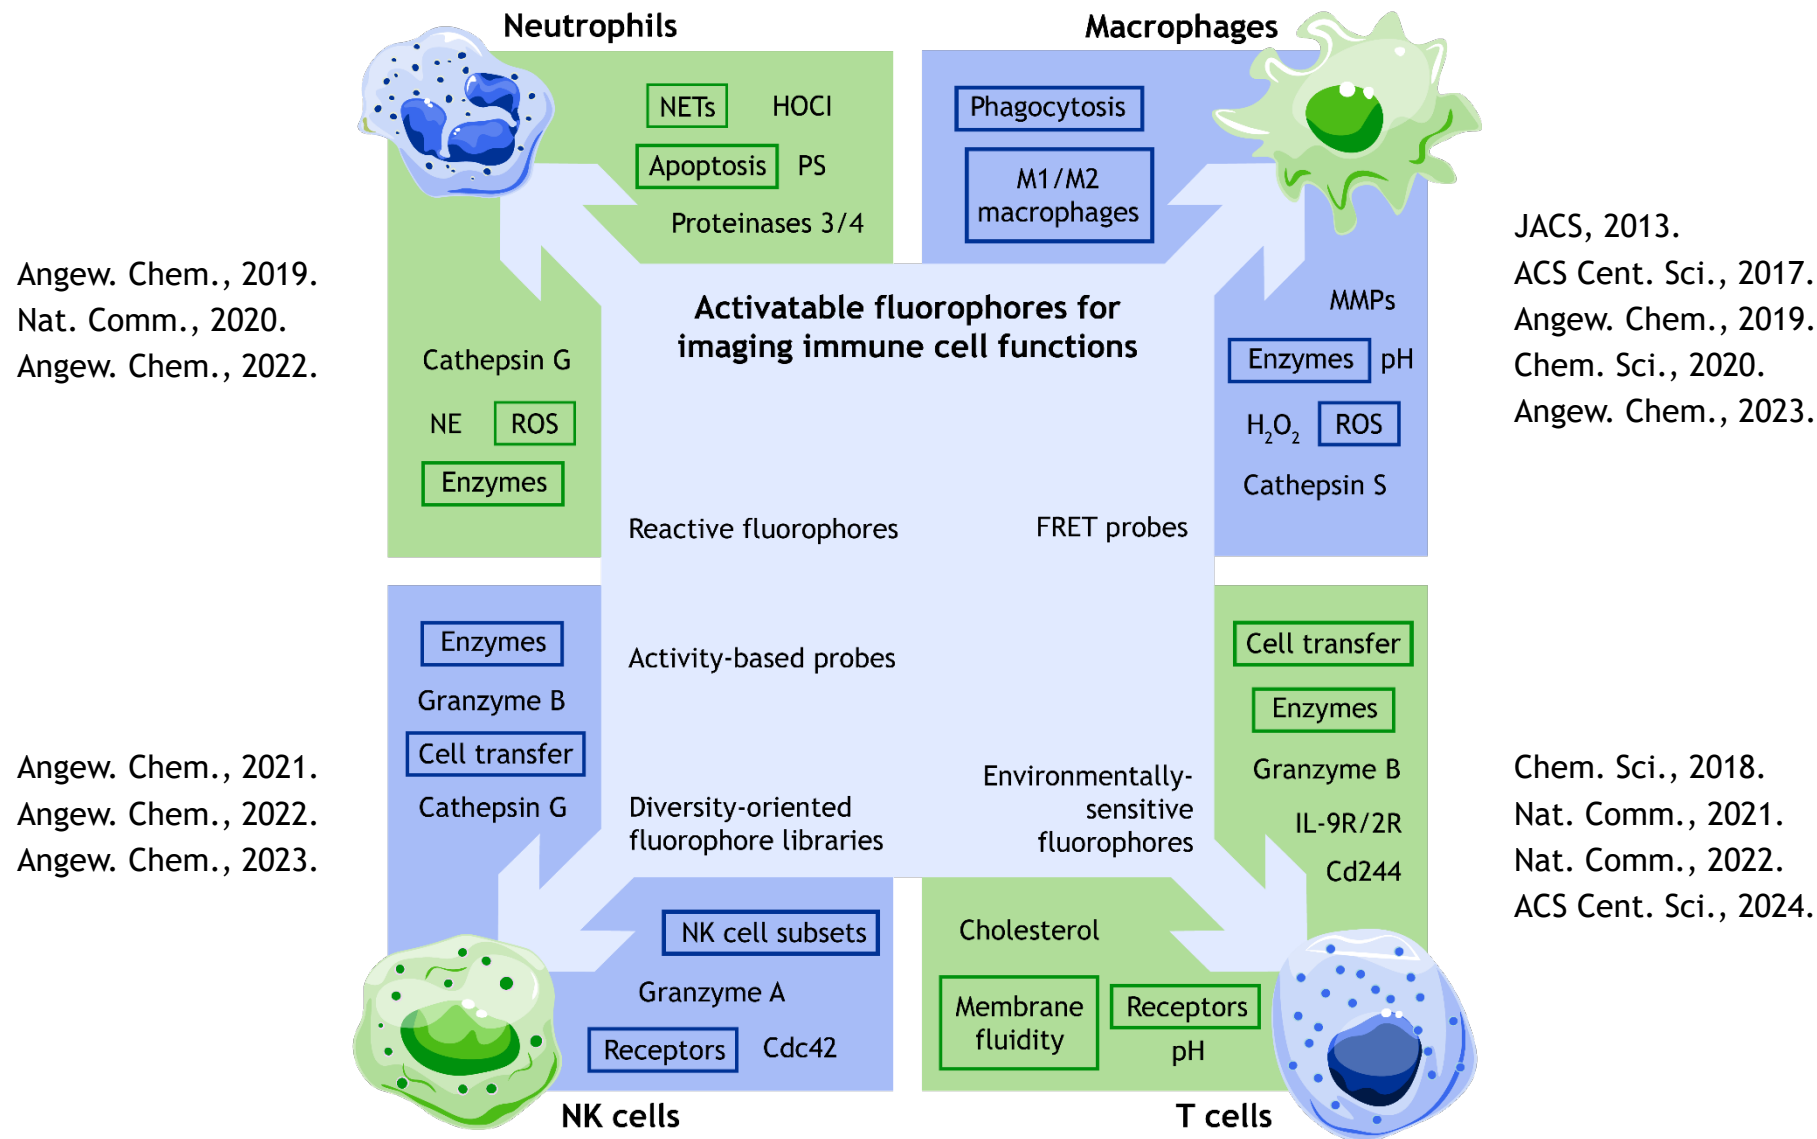 Neutrophils
Macrophages
NETs
HOCl
Apoptosis
PS
Proteinases 3/4
Phagocytosis
M1/M2
macrophages
Angew. Chem., 2019.
Nat. Comm., 2020.
Angew. Chem., 2022.
Cathepsin G
NE
ROS
Enzymes
Activatable fluorophores for
imaging immune cell functions
MMPs
Enzymes
pH
H₂O₂
ROS
Cathepsin S
JACS, 2013.
ACS Cent. Sci., 2017.
Angew. Chem., 2019.
Chem. Sci., 2020.
Angew. Chem., 2023.
Reactive fluorophores
FRET probes
Activity-based probes
Diversity-oriented
fluorophore libraries
Environmentally-
sensitive
fluorophores
Angew. Chem., 2021.
Angew. Chem., 2022.
Angew. Chem., 2023.
Enzymes
Granzyme B
Cell transfer
Cathepsin G
Cell transfer
Enzymes
Granzyme B
IL-9R/2R
Cd244
Chem. Sci., 2018.
Nat. Comm., 2021.
Nat. Comm., 2022.
ACS Cent. Sci., 2024.
NK cell subsets
Granzyme A
Receptors
Cdc42
Cholesterol
Membrane
fluidity
Receptors
pH
NK cells
T cells